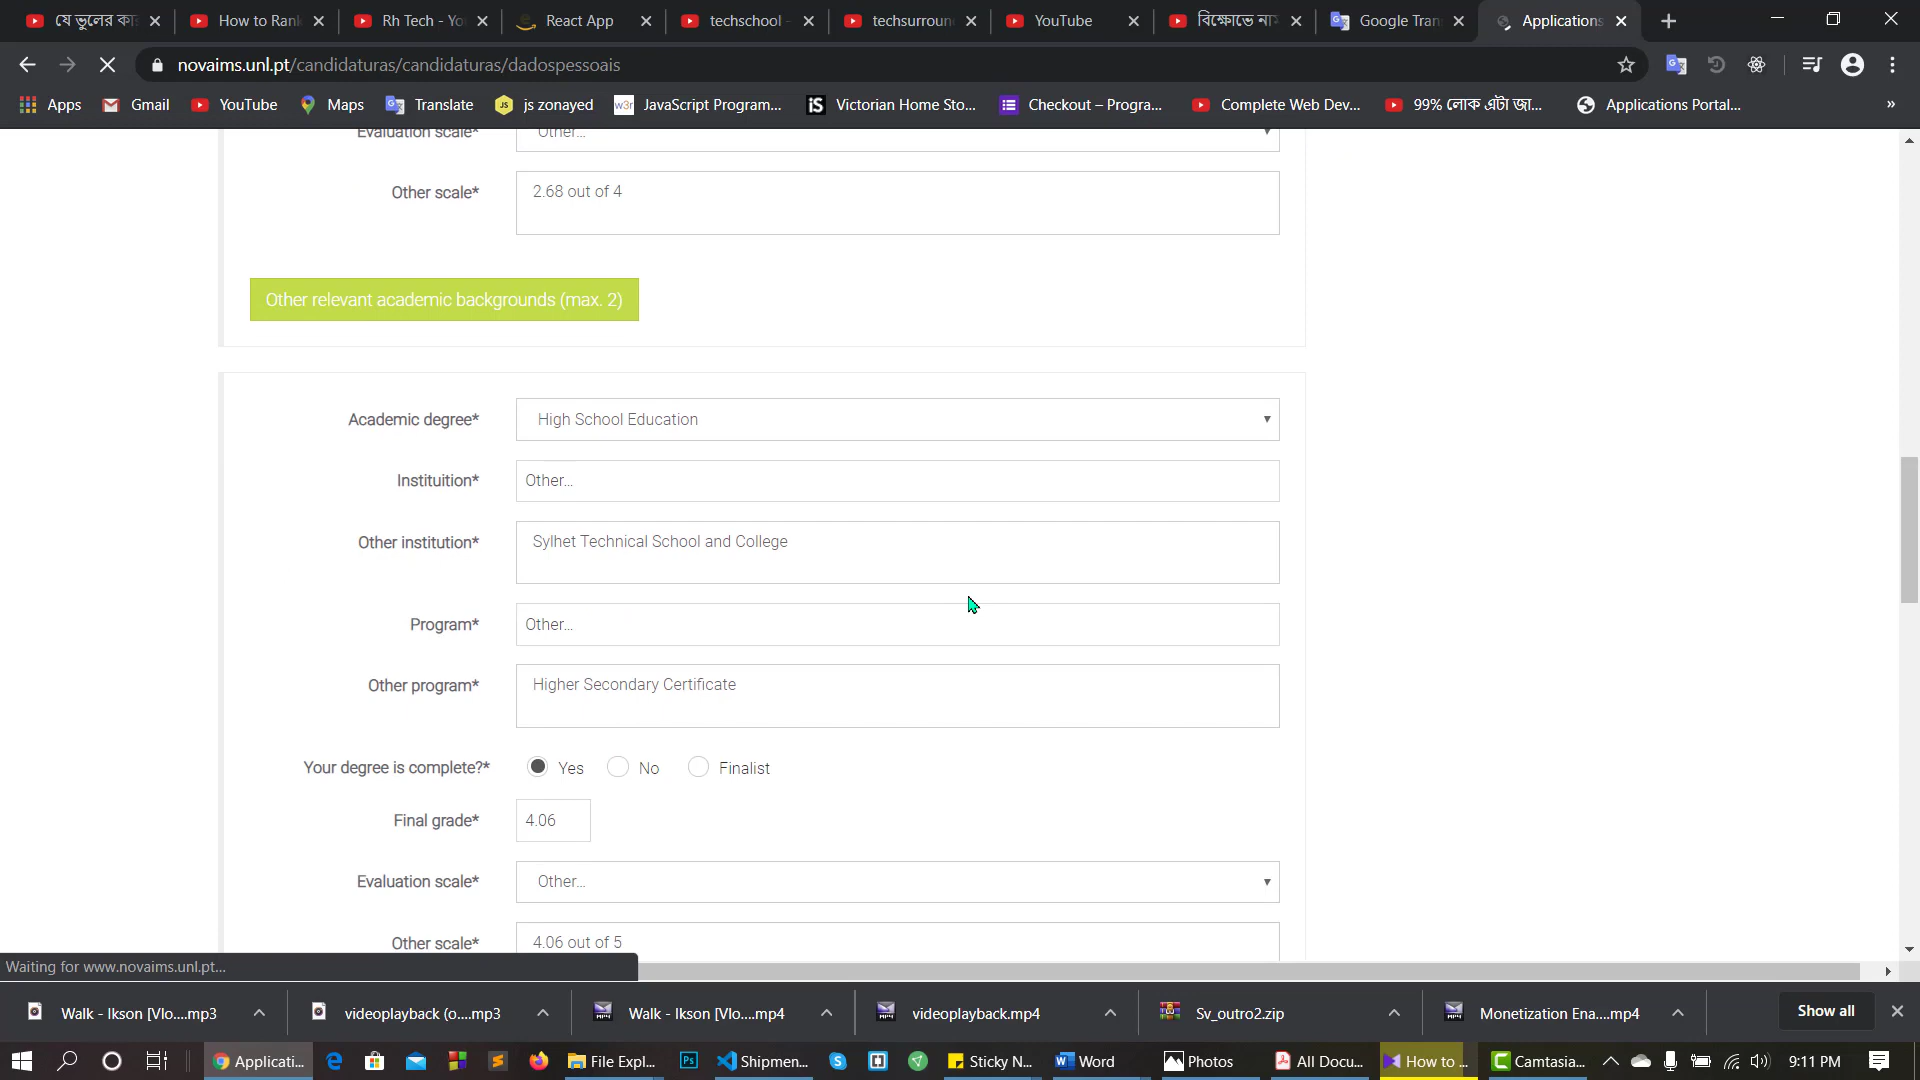 যে ভুলের কা
How to Rank
Rh Tech - Yo
React App
techschool -
techsurroun
YouTube
বিক্ষোভে না
Google Tran
Applications
novaims.unl.pt/candidaturas/candidaturas/dadospessoais
Apps
Gmail
YouTube
Maps
Translate
js zonayed
JavaScript Program...
Victorian Home Sto...
Checkout – Progra...
Complete Web Dev...
99% লোক এটা জা...
Applications Portal...
Evaluation scale*
Other...
Other scale*
2.68 out of 4
Other relevant academic backgrounds (max. 2)
Academic degree*
High School Education
Instituition*
Other...
Other institution*
Sylhet Technical School and College
Program*
Other...
Other program*
Higher Secondary Certificate
Your degree is complete?*
Yes
No
Finalist
Final grade*
4.06
Evaluation scale*
Other...
Other scale*
4.06 out of 5
Waiting for www.novaims.unl.pt...
Walk - Ikson [Vlo....mp3
videoplayback (o....mp3
Walk - Ikson [Vlo....mp4
videoplayback.mp4
Sv_outro2.zip
Monetization Ena....mp4
Show all
Applicati...
File Expl...
Shipmen...
Sticky N...
Word
Photos
All Docu...
How to ...
Camtasia...
9:11 PM